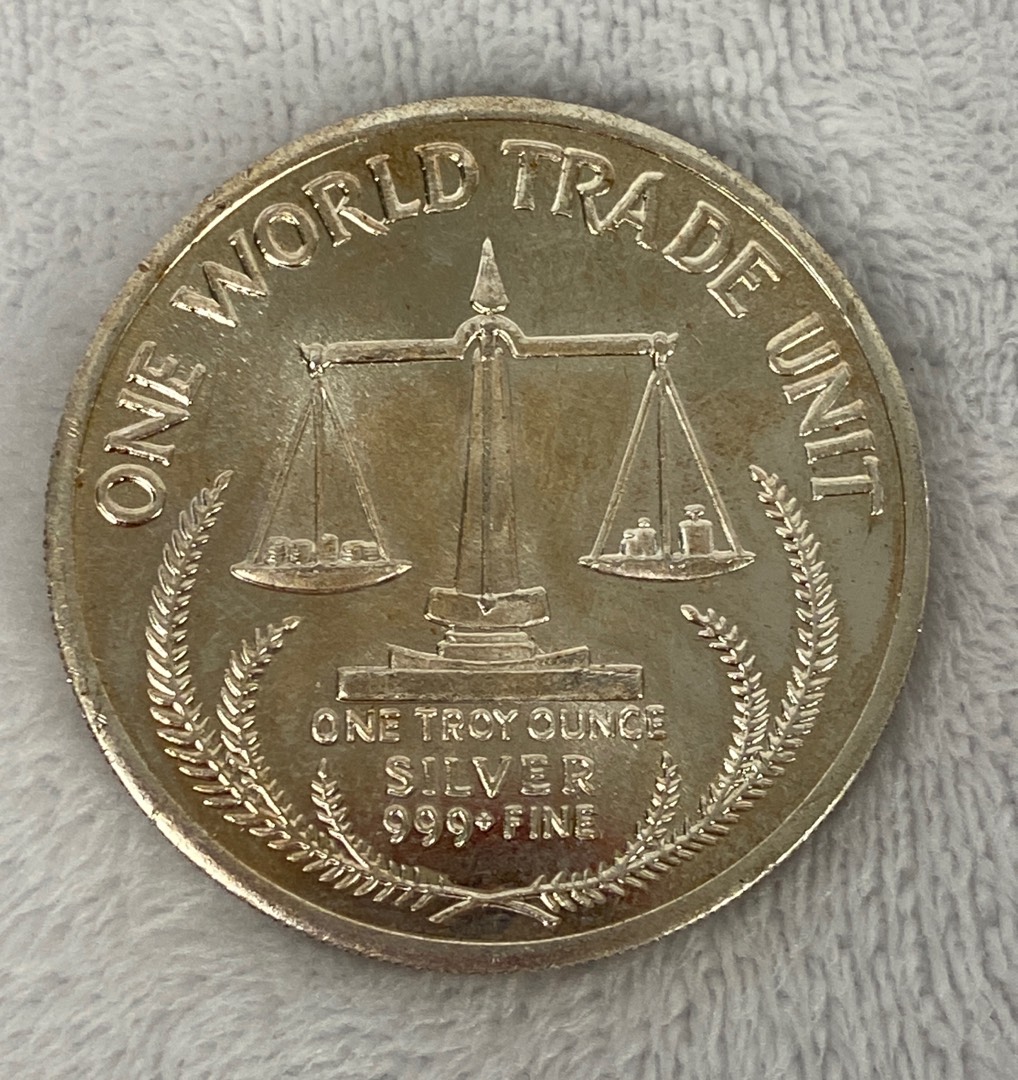 ONE WORLD TRADE UNIT
ONE TROY OUNCE
SILVER
999+ FINE